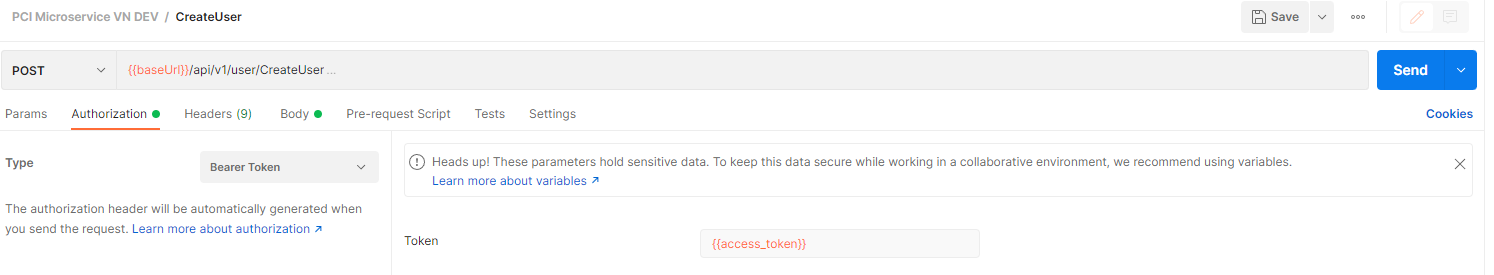 PCI Microservice VN DEV / CreateUser
Save
POST
{{baseUrl}}/api/v1/user/CreateUser ...
Send
Params
Authorization
Headers (9)
Body
Pre-request Script
Tests
Settings
Cookies
Type
Bearer Token
The authorization header will be automatically generated when
you send the request. Learn more about authorization ↗
Heads up! These parameters hold sensitive data. To keep this data secure while working in a collaborative environment, we recommend using variables.
Learn more about variables ↗
Token
{{access_token}}